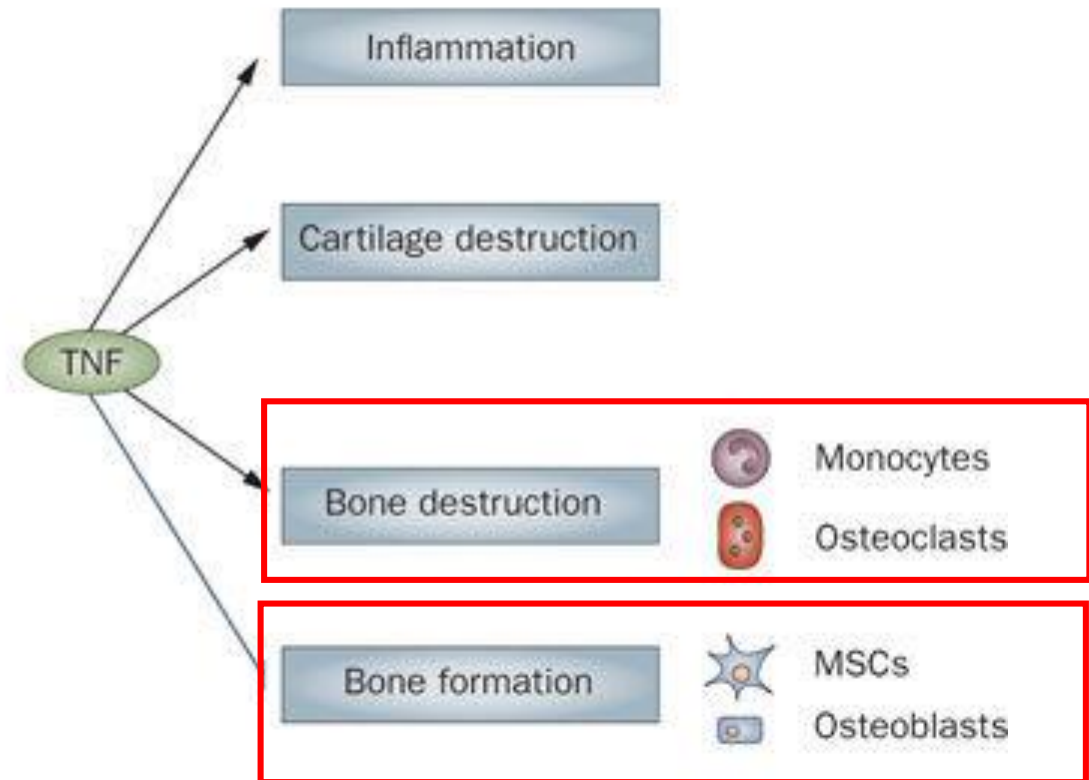 Inflammation
Cartilage destruction
TNF
Bone destruction
Monocytes
Osteoclasts
Bone formation
MSCs
Osteoblasts